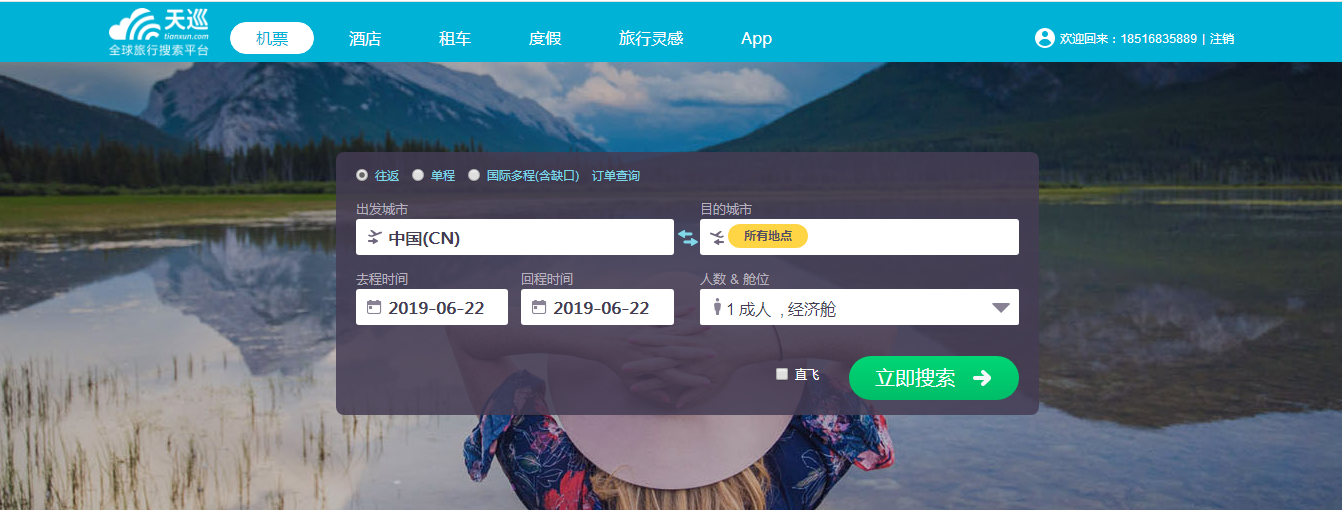 天巡
tianxun.com
全球旅行搜索平台
机票 酒店 租车 度假 旅行灵感 App
欢迎回来：18516835889 | 注销
往返 单程 国际多程(含缺口) 订单查询
出发城市 目的城市
中国(CN) 所有地点
去程时间 回程时间 人数 & 舱位
2019-06-22 2019-06-22 1 成人 , 经济舱
直飞 立即搜索